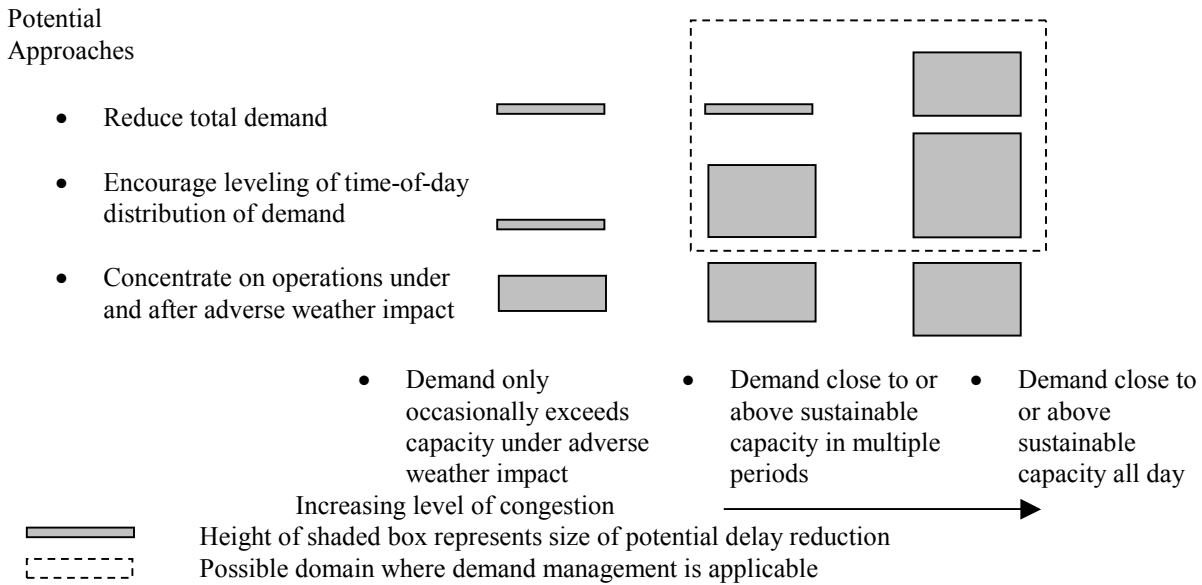 Potential
Approaches
• Reduce total demand
• Encourage leveling of time-of-day
distribution of demand
• Concentrate on operations under
and after adverse weather impact
• Demand only
occasionally exceeds
capacity under adverse
weather impact
• Demand close to or
above sustainable
capacity in multiple
periods
• Demand close to
or above
sustainable
capacity all day
Increasing level of congestion
Height of shaded box represents size of potential delay reduction
Possible domain where demand management is applicable